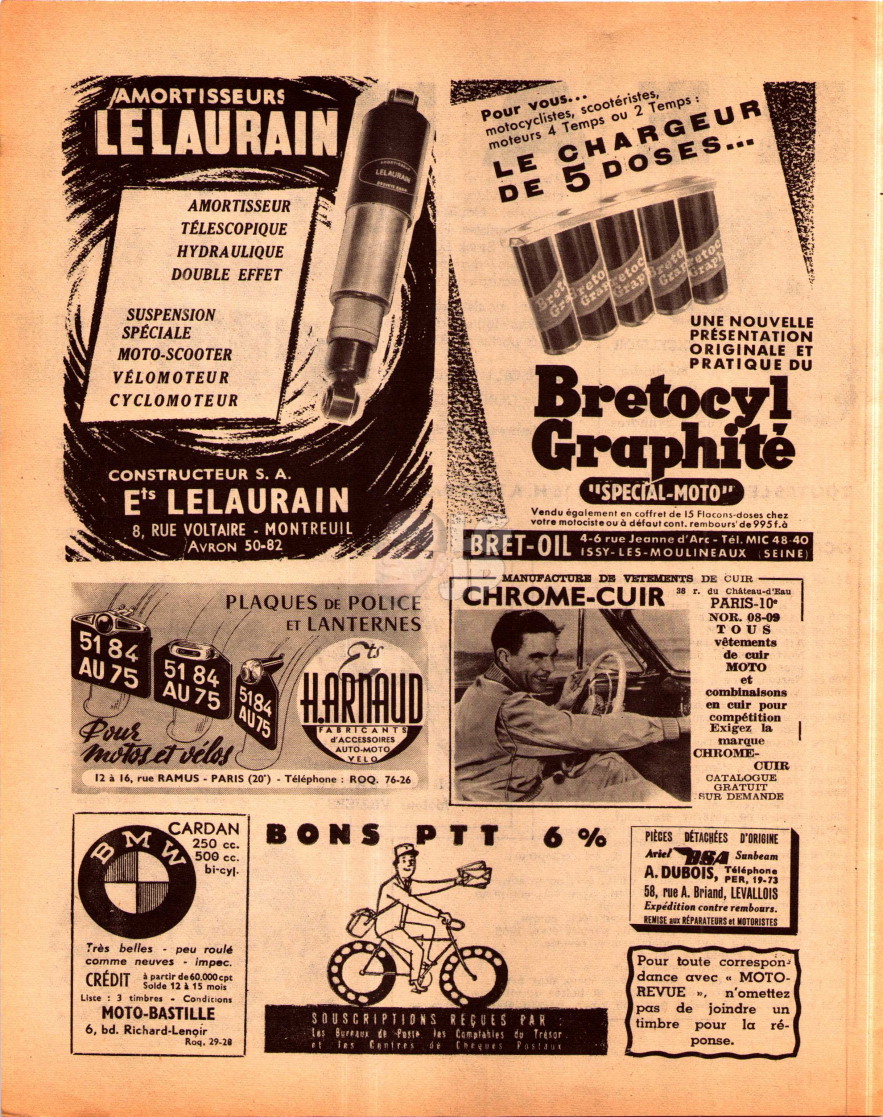 AMORTISSEURS
LELAURAIN
LELAURAIN
AMORTISSEUR
TÉLESCOPIQUE
HYDRAULIQUE
DOUBLE EFFET
SUSPENSION
SPÉCIALE
MOTO-SCOOTER
VÉLOMOTEUR
CYCLOMOTEUR
CONSTRUCTEUR S. A.
Ets LELAURAIN
8, RUE VOLTAIRE - MONTREUIL
AVRON 50-82
Pour vous...
motocyclistes, scootéristes,
moteurs 4 Temps ou 2 Temps :
LE CHARGEUR
DE 5 DOSES...
UNE NOUVELLE
PRÉSENTATION
ORIGINALE ET
PRATIQUE DU
Bretocyl
Graphité
"SPECIAL-MOTO"
Vendu également en coffret de 15 Flacons-doses chez
votre motociste ou à défaut cont. rembours' de 995 f. à
BRET-OIL 4-6 rue Jeanne d'Arc - Tél. MIC 48-40
ISSY-LES-MOULINEAUX (SEINE)
PLAQUES DE POLICE
ET LANTERNES
5184
AU 75
5184
AU 75
5184
AU75
Pour
motos et vélos
Ets
H.ARNAUD
FABRICANTS
d'ACCESSOIRES
AUTO-MOTO
VELO
12 à 16, rue RAMUS - PARIS (20e) - Téléphone : ROQ. 76-26
MANUFACTURE DE VETEMENTS DE CUIR
CHROME-CUIR
38 r. du Château-d'Eau
PARIS-10e
NOR. 08-09
TOUS
vêtements
de cuir
MOTO
et
combinaisons
en cuir pour
compétition
Exigez la
marque
CHROME-
CUIR
CATALOGUE
GRATUIT
SUR DEMANDE
BMW
CARDAN
250 cc.
500 cc.
bi-cyl.
Très belles - peu roulé
comme neuves - impec.
CRÉDIT à partir de 60,000 cpt
Solde 12 à 15 mois
Liste : 3 timbres - Conditions
MOTO-BASTILLE
6, bd. Richard-Lenoir
Roq. 29-28
BONS PTT 6 %
SOUSCRIPTIONS REÇUES PAR :
Les Bureaux de Poste les Comptables du Trésor
et les Centres de Chèques Postaux
PIÈCES DÉTACHÉES D'ORIGINE
Ariel BSA Sunbeam
A. DUBOIS, Téléphone
PER, 19-73
58, rue A. Briand, LEVALLOIS
Expédition contre rembours.
REMISE aux RÉPARATEURS et MOTORISTES
Pour toute correspon-
dance avec « MOTO-
REVUE », n'omettez
pas de joindre un
timbre pour la ré-
ponse.